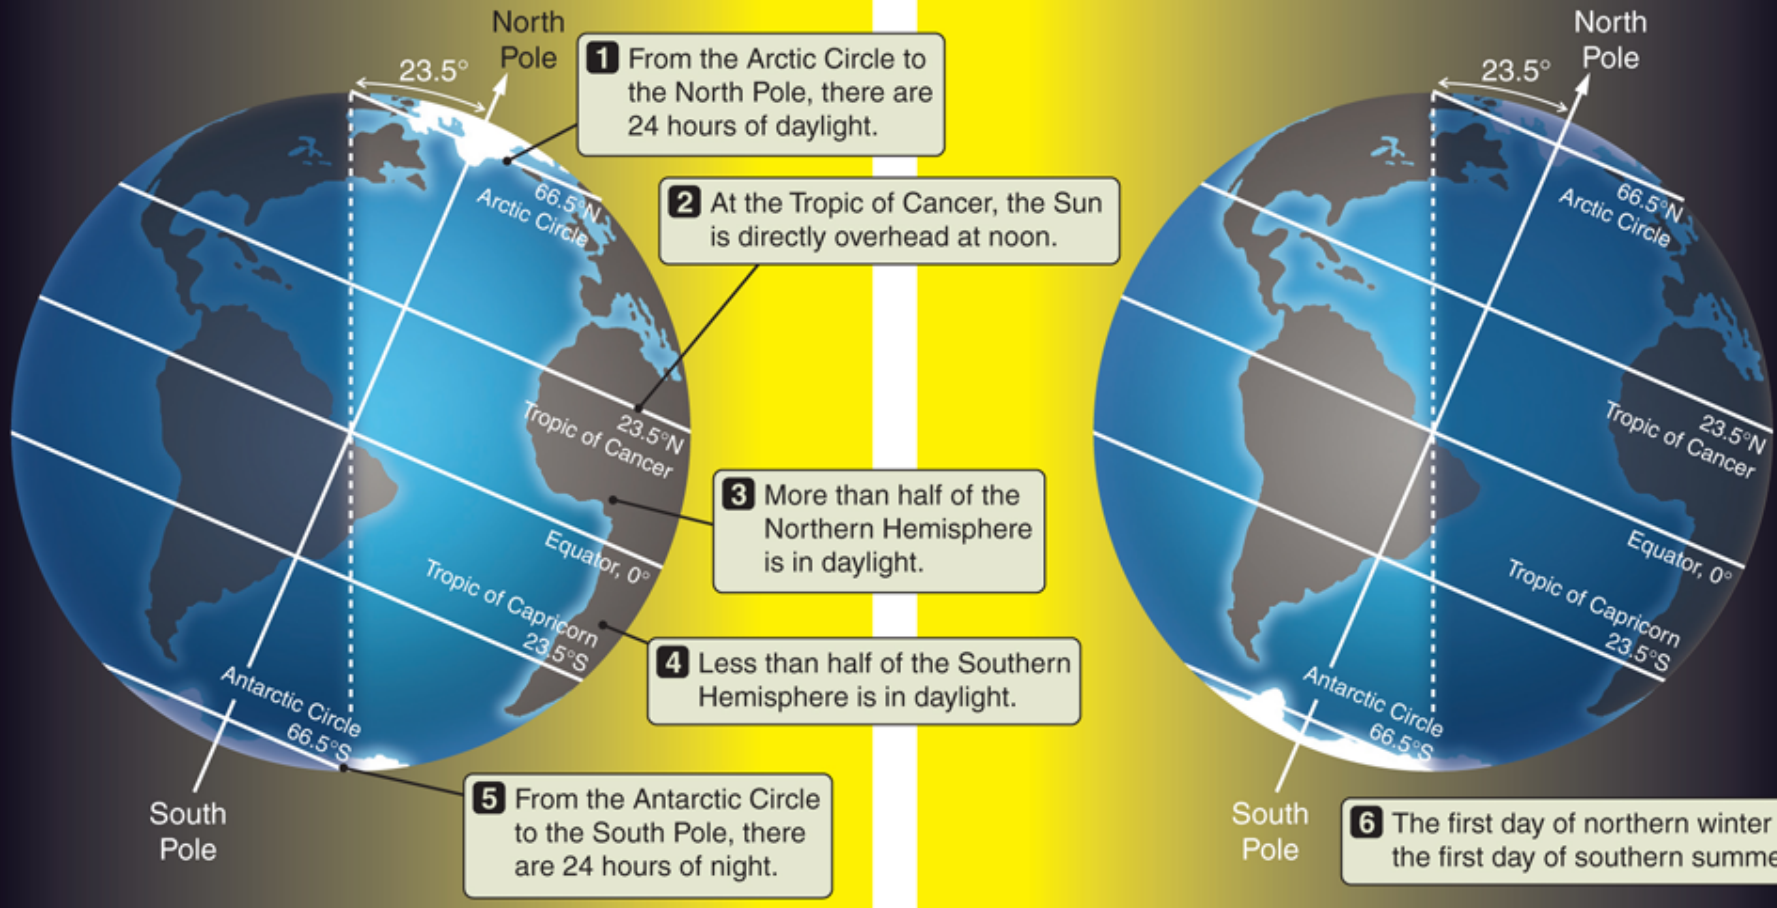 North
Pole
23.5°
1 From the Arctic Circle to
the North Pole, there are
24 hours of daylight.
66.5°N
Arctic Circle
2 At the Tropic of Cancer, the Sun
is directly overhead at noon.
23.5°N
Tropic of Cancer
3 More than half of the
Northern Hemisphere
is in daylight.
Equator, 0°
Tropic of Capricorn
23.5°S
4 Less than half of the Southern
Hemisphere is in daylight.
Antarctic Circle
66.5°S
5 From the Antarctic Circle
to the South Pole, there
are 24 hours of night.
South
Pole
North
Pole
23.5°
66.5°N
Arctic Circle
23.5°N
Tropic of Cancer
Equator, 0°
Tropic of Capricorn
23.5°S
Antarctic Circle
66.5°S
South
Pole
6 The first day of northern winter
the first day of southern summe